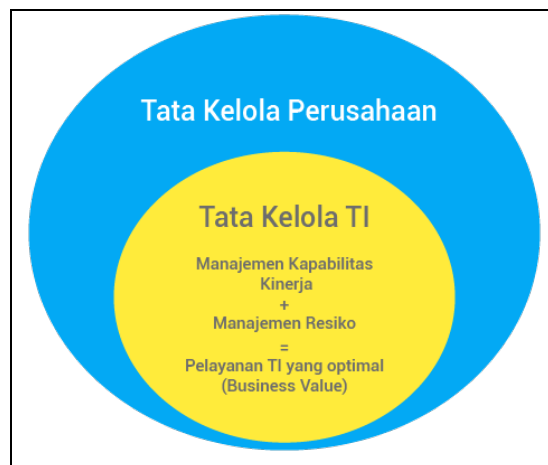 Tata Kelola Perusahaan
Tata Kelola TI
Manajemen Kapabilitas
Kinerja
+
Manajemen Resiko
=
Pelayanan TI yang optimal
(Business Value)